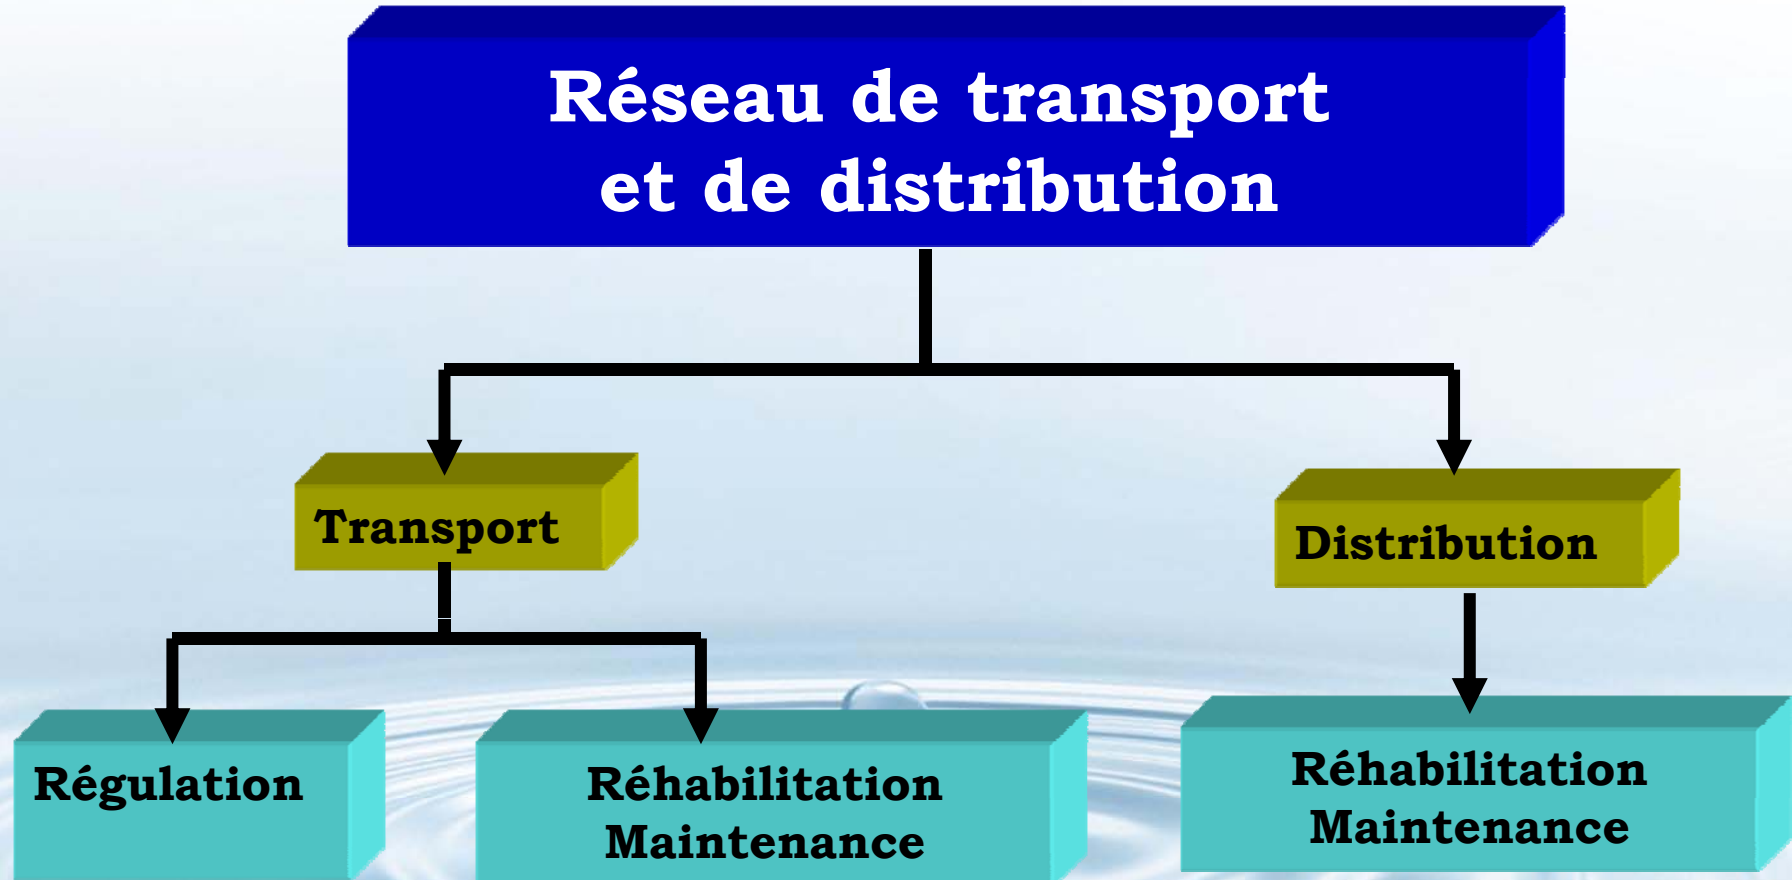 Réseau de transport
et de distribution
Transport
Distribution
Régulation
Réhabilitation
Maintenance
Réhabilitation
Maintenance